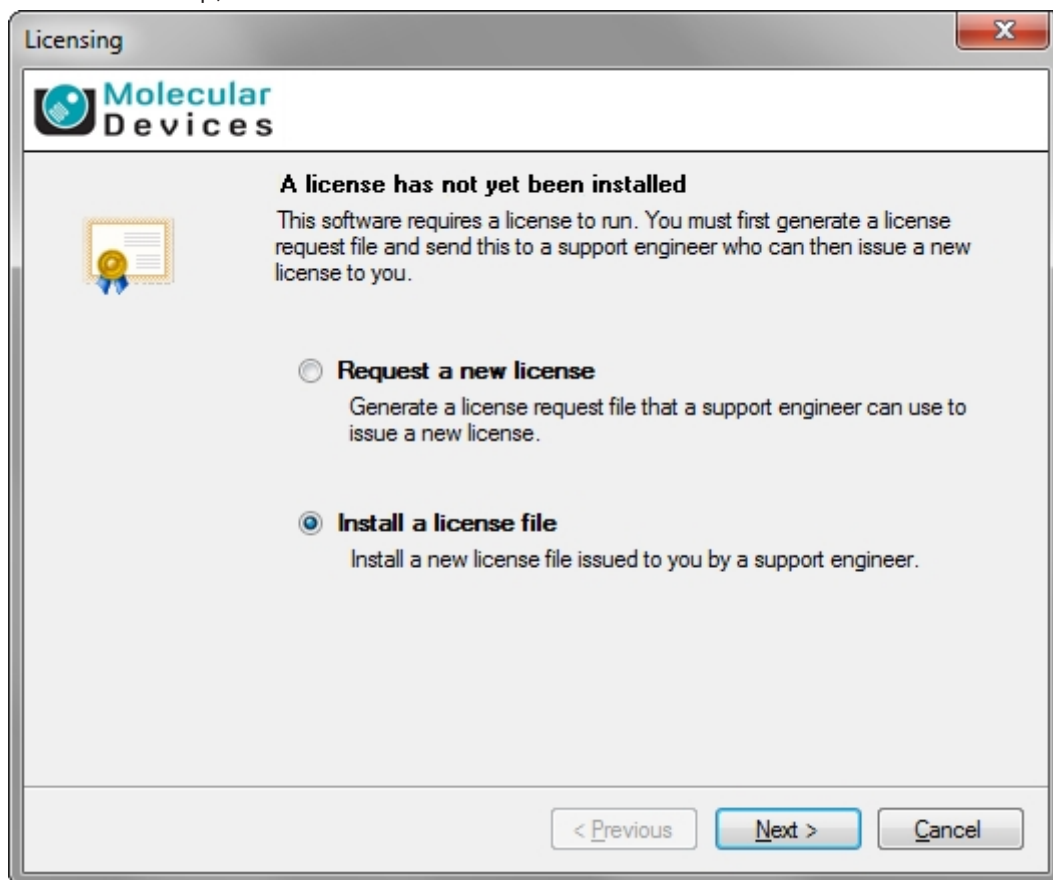 Licensing
Molecular
Devices
A license has not yet been installed
This software requires a license to run. You must first generate a license
request file and send this to a support engineer who can then issue a new
license to you.
Request a new license
Generate a license request file that a support engineer can use to
issue a new license.
Install a license file
Install a new license file issued to you by a support engineer.
< Previous
Next >
Cancel